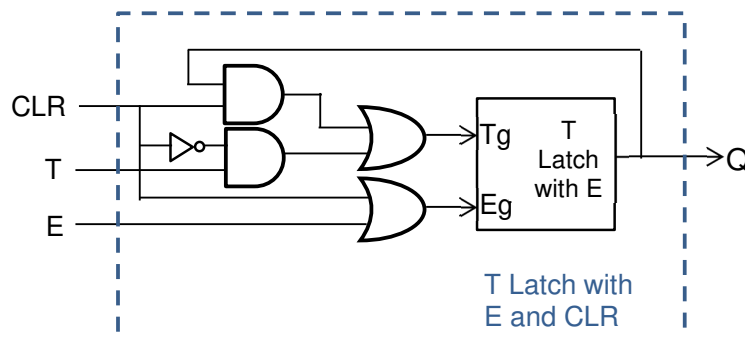 CLR
T
E
Tg
Eg
T
Latch
with E
Q
T Latch with
E and CLR